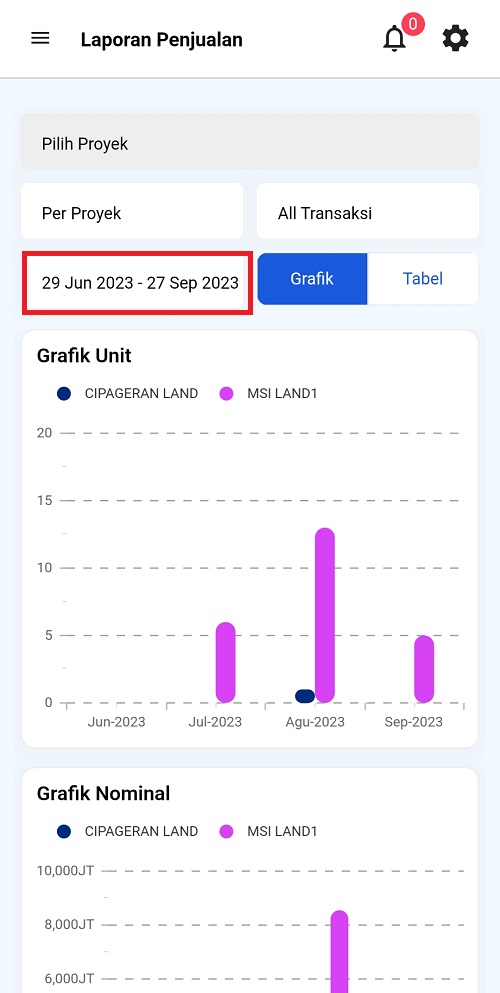 Laporan Penjualan
0
Pilih Proyek
Per Proyek
All Transaksi
29 Jun 2023 - 27 Sep 2023
Grafik
Tabel
Grafik Unit
CIPAGERAN LAND
MSI LAND1
20
15
10
5
0
Jun-2023
Jul-2023
Agu-2023
Sep-2023
Grafik Nominal
CIPAGERAN LAND
MSI LAND1
10,000JT
8,000JT
6,000JT